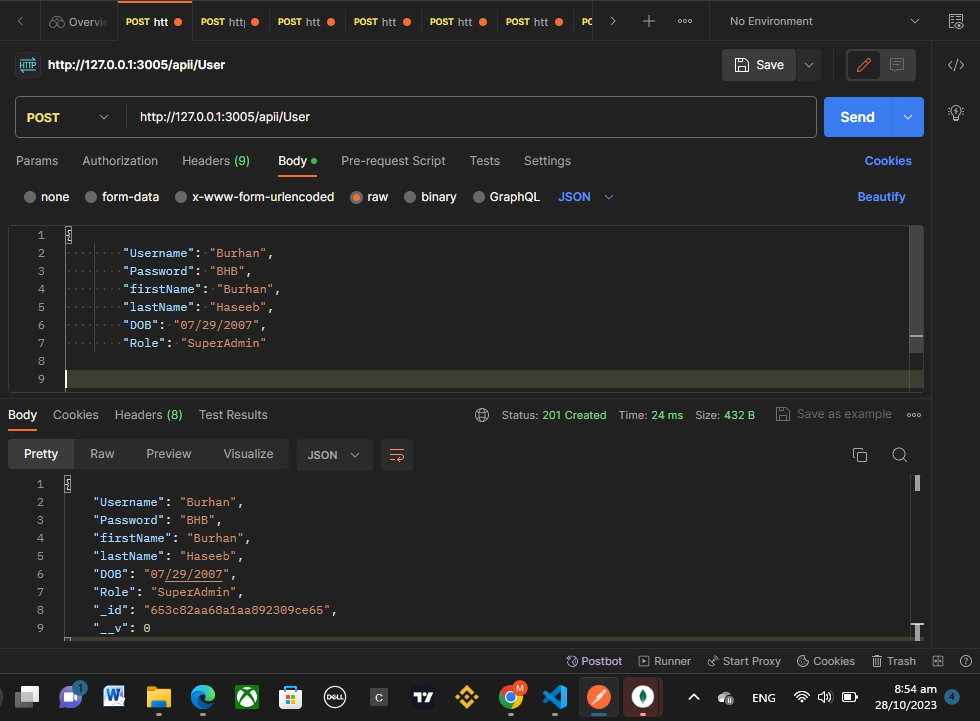 Overvie
POST htt
POST http
POST htt
POST htt
POST htt
POST htt
PC
No Environment
HTTP
http://127.0.0.1:3005/apii/User
Save
POST
http://127.0.0.1:3005/apii/User
Send
Params Authorization Headers (9) Body Pre-request Script Tests Settings Cookies
none form-data x-www-form-urlencoded raw binary GraphQL JSON Beautify
1 {
2 "Username": "Burhan",
3 "Password": "BHB",
4 "firstName": "Burhan",
5 "lastName": "Haseeb",
6 "DOB": "07/29/2007",
7 "Role": "SuperAdmin"
8
9
Body Cookies Headers (8) Test Results Status: 201 Created Time: 24 ms Size: 432 B Save as example
Pretty Raw Preview Visualize JSON
1 {
2 "Username": "Burhan",
3 "Password": "BHB",
4 "firstName": "Burhan",
5 "lastName": "Haseeb",
6 "DOB": "07/29/2007",
7 "Role": "SuperAdmin",
8 "_id": "653c82aa68a1aa892309ce65",
9 "__v": 0
Postbot Runner Start Proxy Cookies Trash
1
W
DELL
C
M
ENG
8:54 am
28/10/2023
4